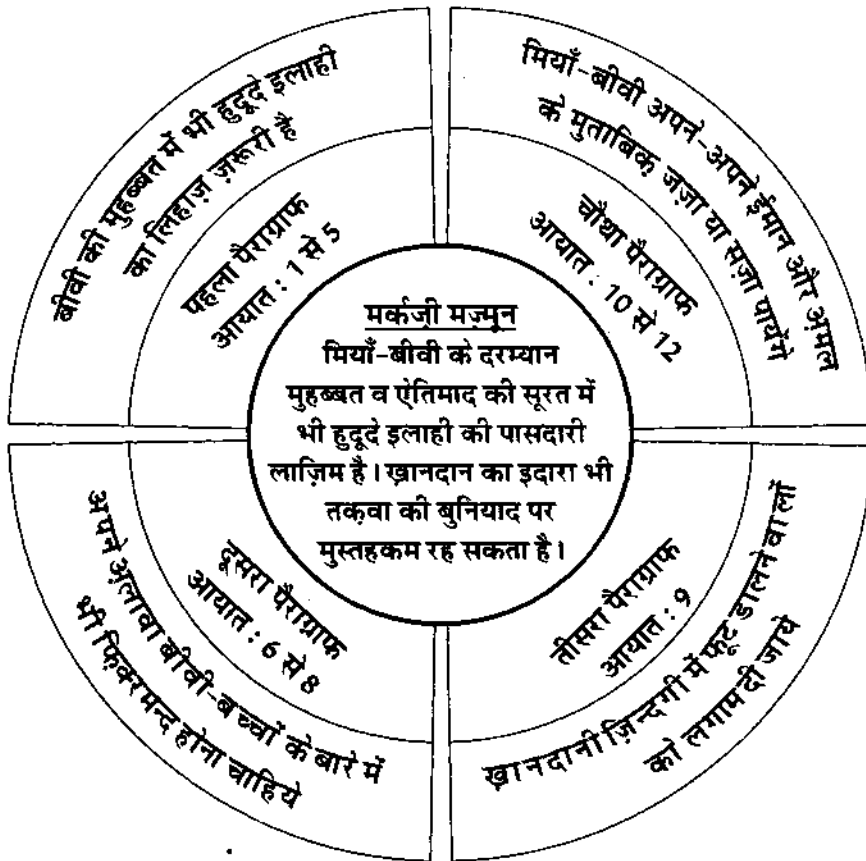 बीवी की मुहब्बत में भी हुदूदे इलाही
का लिहाज़ ज़रूरी है
पहला पैराग्राफ
आयात : 1 से 5
मियाँ-बीवी अपने-अपने ईमान और अ़मल
के मुताबिक़ जज़ा या सज़ा पायेंगे
चौथा पैराग्राफ
आयात : 10 से 12
मर्कज़ी मज़्मून
मियाँ-बीवी के दरम्यान
मुहब्बत व ऐतिमाद की सूरत में
भी हुदूदे इलाही की पासदारी
लाज़िम है। ख़ानदान का इदारा भी
तक़वा की बुनियाद पर
मुस्तहकम रह सकता है।
दूसरा पैराग्राफ
आयात : 6 से 8
अपने अ़लावा बीवी-बच्चों के बारे में
भी फ़िक्रमन्द होना चाहिये
तीसरा पैराग्राफ
आयात : 9
ख़ानदानी ज़िन्दगी में फूट डालने वालों
को लगाम दी जाये